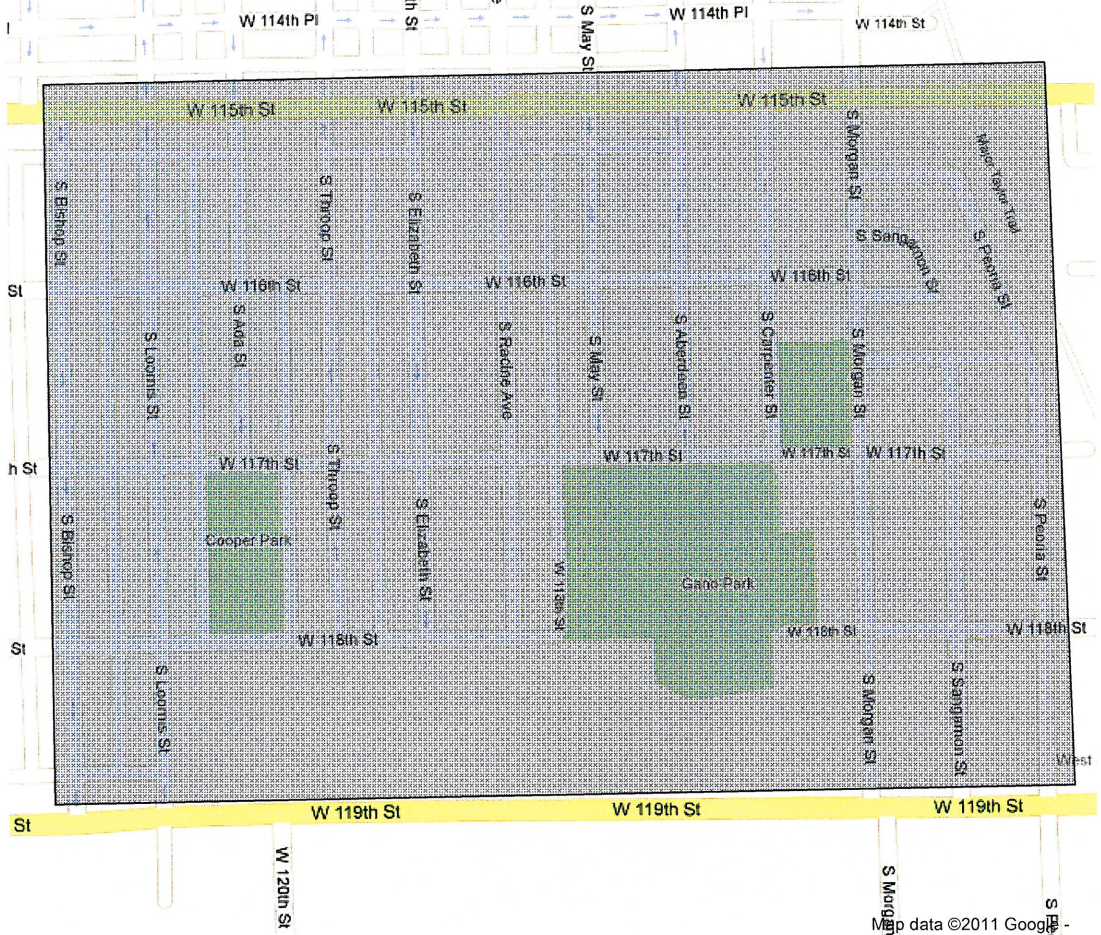 W 114th Pl
th St
S May St
W 114th Pl
W 114th St
W 115th St
W 115th St
W 115th St
S Morgan St
Major Taylor Trail
S Bishop St
S Throop St
S Elizabeth St
S Sangamon St
S Peoria St
St
W 116th St
W 116th St
W 116th St
S Ada St
S Loomis St
S Racine Ave
S May St
S Aberdeen St
S Carpenter St
S Morgan St
h St
W 117th St
S Throop St
W 117th St
W 117th St
W 117th St
S Bishop St
Cooper Park
S Elizabeth St
W 118th St
Gano Park
S Peoria St
St
W 118th St
W 118th St
W 118th St
S Loomis St
S Morgan St
S Sangamon St
West
St
W 119th St
W 119th St
W 119th St
W 120th St
S Morgan
S Pe
Map data ©2011 Google -